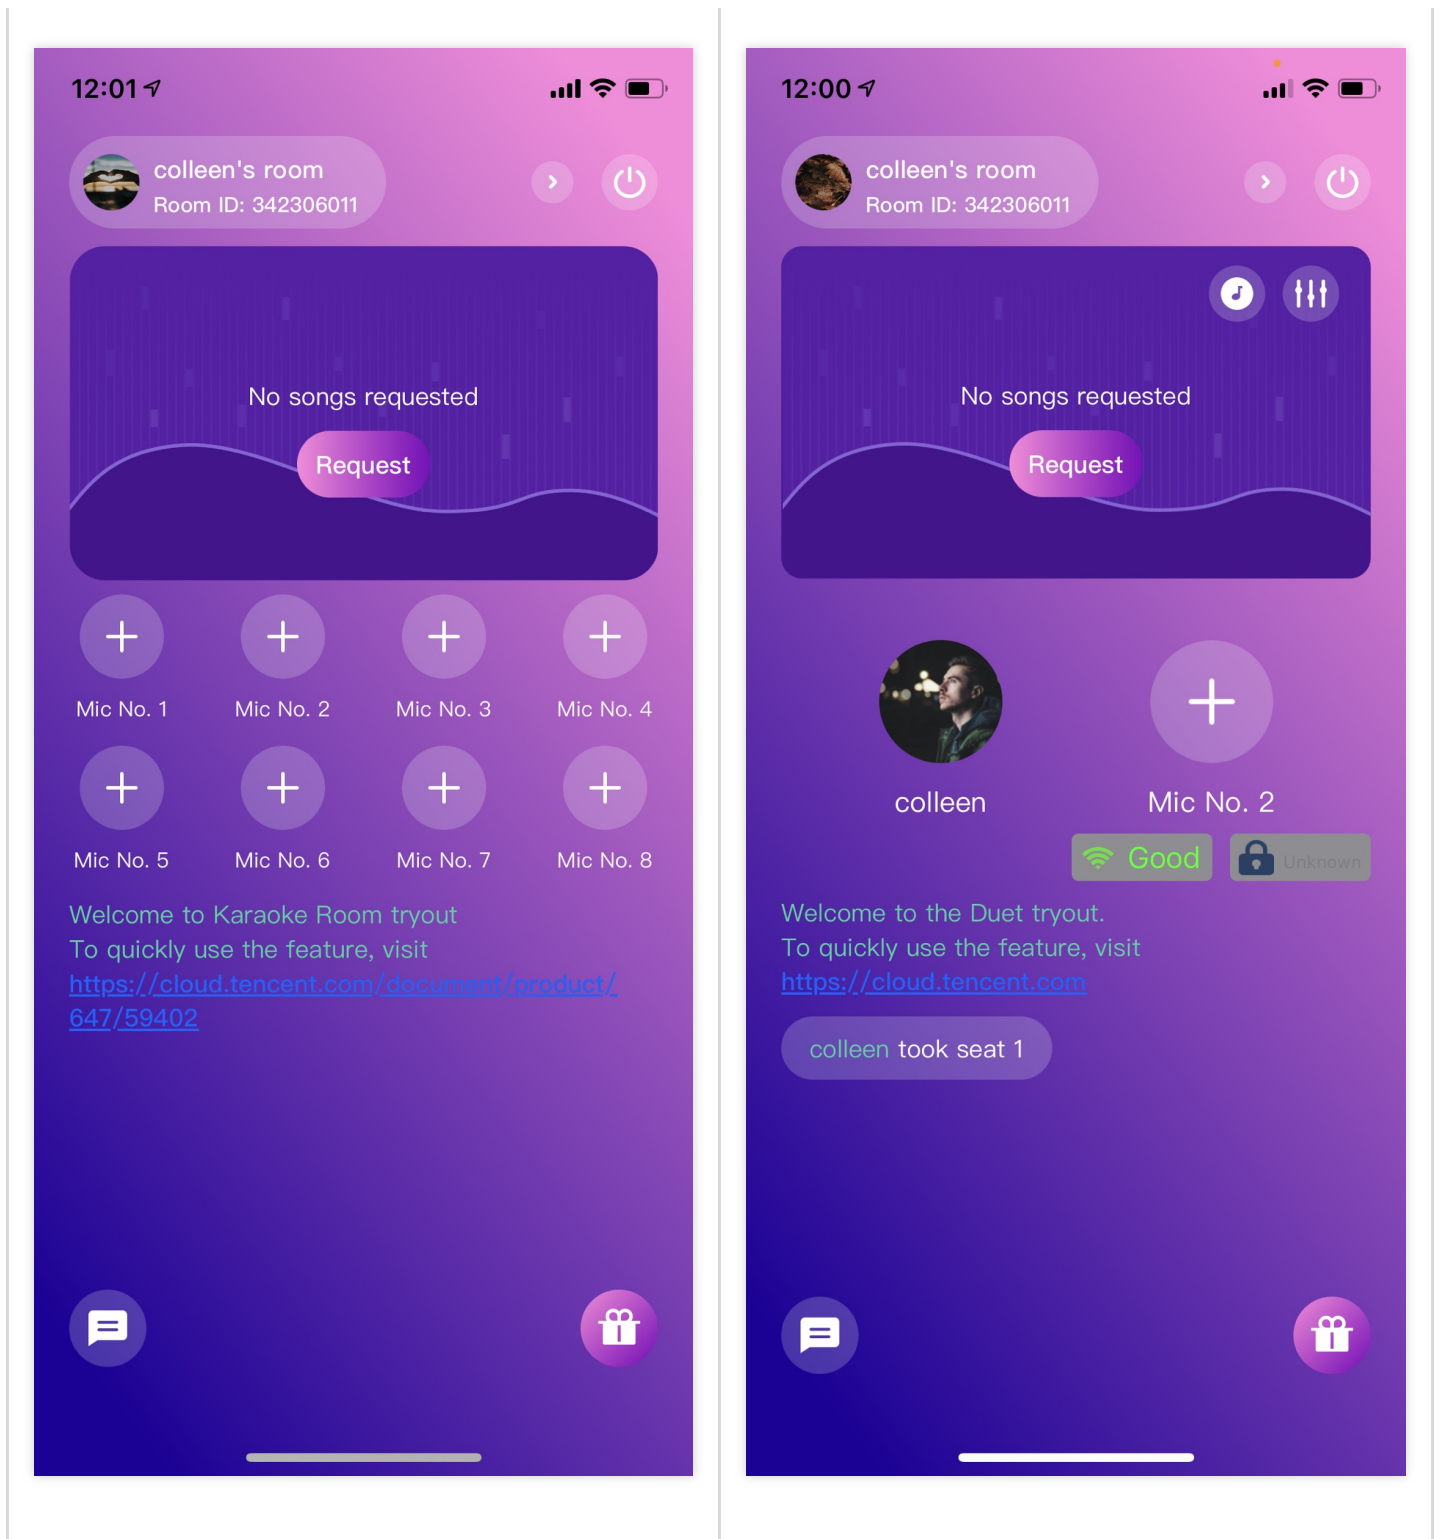 12:01
colleen's room
Room ID: 342306011
No songs requested
Request
Mic No. 1 Mic No. 2 Mic No. 3 Mic No. 4
Mic No. 5 Mic No. 6 Mic No. 7 Mic No. 8
Welcome to Karaoke Room tryout
To quickly use the feature, visit
https://cloud.tencent.com/document/product/
647/59402
12:00
colleen's room
Room ID: 342306011
No songs requested
Request
colleen Mic No. 2
Good Unknown
Welcome to the Duet tryout.
To quickly use the feature, visit
https://cloud.tencent.com
colleen took seat 1